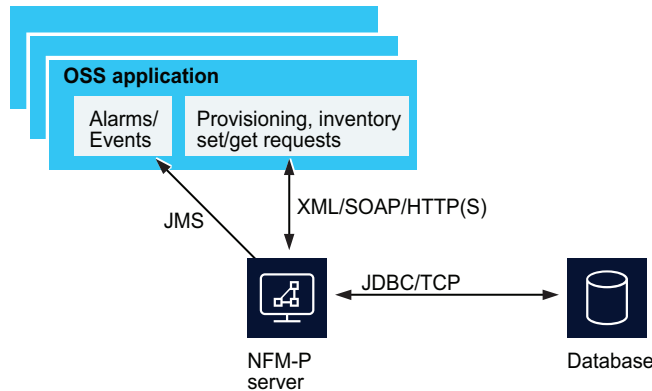 OSS application
Alarms/
Events
Provisioning, inventory
set/get requests
JMS
XML/SOAP/HTTP(S)
JDBC/TCP
NFM-P
server
Database